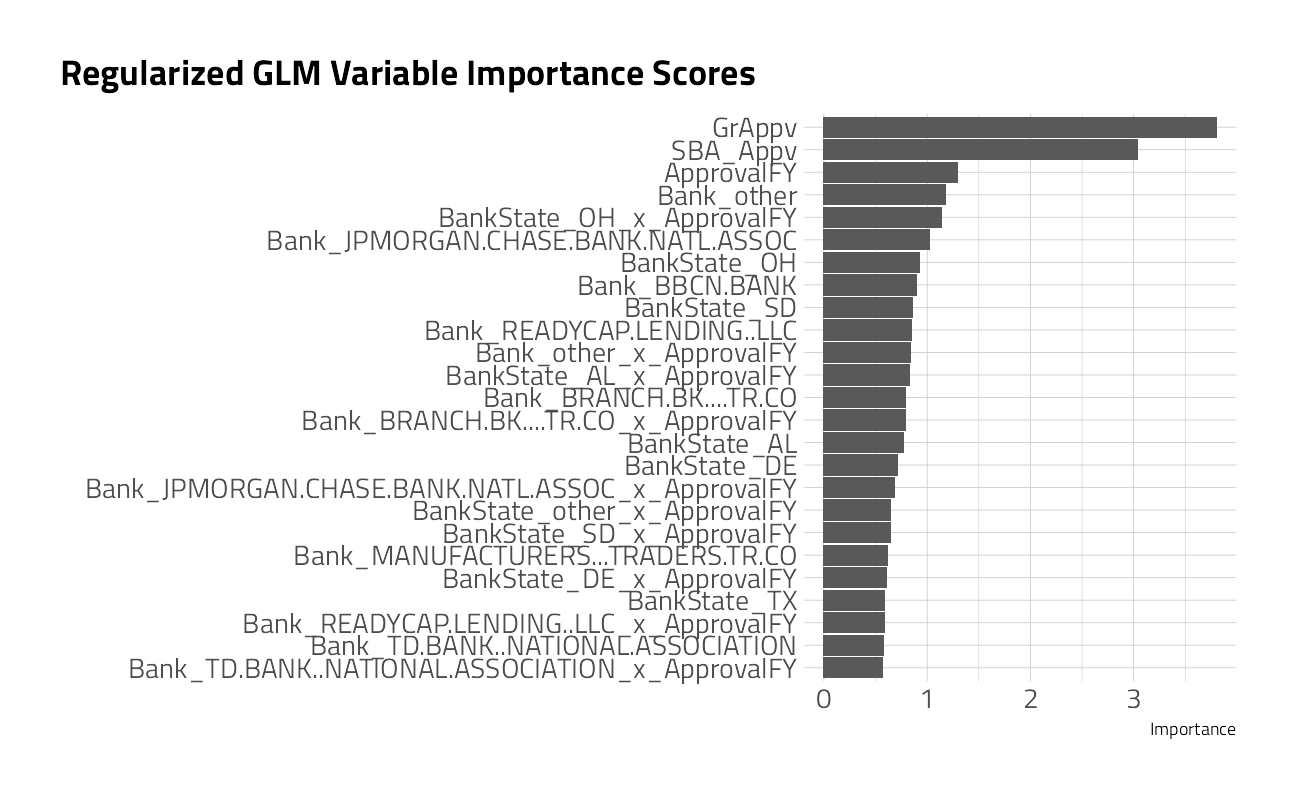 Regularized GLM Variable Importance Scores
GrAppv
SBA_Appv
ApprovalFY
Bank_other
BankState_OH_x_ApprovalFY
Bank_JPMORGAN.CHASE.BANK.NATL.ASSOC
BankState_OH
Bank_BBCN.BANK
BankState_SD
Bank_READYCAP.LENDING..LLC
Bank_other_x_ApprovalFY
BankState_AL_x_ApprovalFY
Bank_BRANCH.BK....TR.CO
Bank_BRANCH.BK....TR.CO_x_ApprovalFY
BankState_AL
BankState_DE
Bank_JPMORGAN.CHASE.BANK.NATL.ASSOC_x_ApprovalFY
BankState_other_x_ApprovalFY
BankState_SD_x_ApprovalFY
Bank_MANUFACTURERS...TRADERS.TR.CO
BankState_DE_x_ApprovalFY
BankState_TX
Bank_READYCAP.LENDING..LLC_x_ApprovalFY
Bank_TD.BANK..NATIONAL.ASSOCIATION
Bank_TD.BANK..NATIONAL.ASSOCIATION_x_ApprovalFY
0 1 2 3
Importance